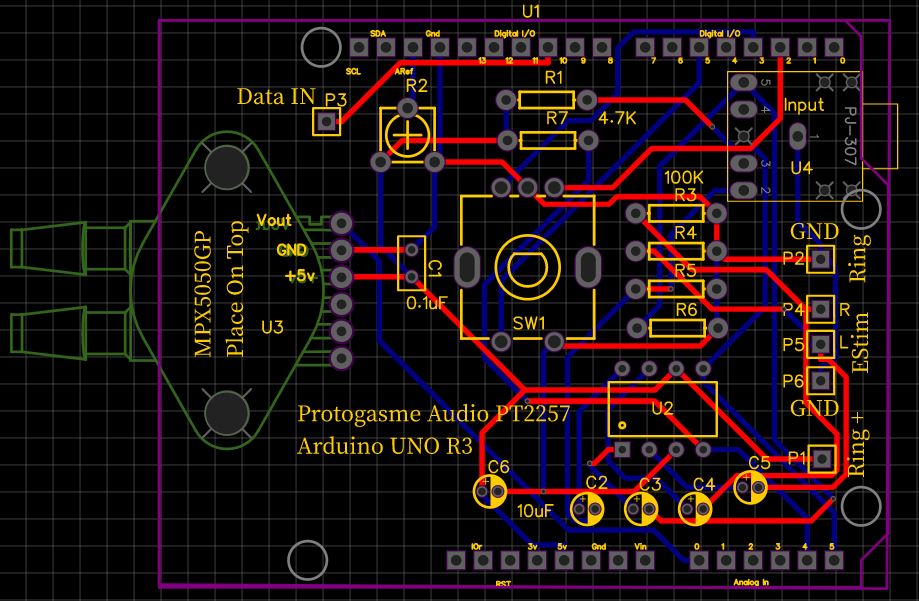 U1
SDA
Gnd
Digital I/O
Digital I/O
13 12 11 10 9 8 7 6 5 4 3 2 1 0
SCL
ARef
R2
R1
Data IN
P3
4.7K
R7
5
4
3
2
1
Input
PJ-307
U4
100K
R3
Vout
GND
+5v
MPX5050GP
Place On Top
U3
C1
0.1uF
R4
R5
R6
SW1
GND
P2
Ring
P4
R
P5
L
EStim
P6
GND
Protogasme Audio PT2257
Arduino UNO R3
U2
P1
Ring +
C6
10uF
C2
C3
C4
C5
IOr
3v
5v
Gnd
Vin
0 1 2 3 4 5
RST
Analog In